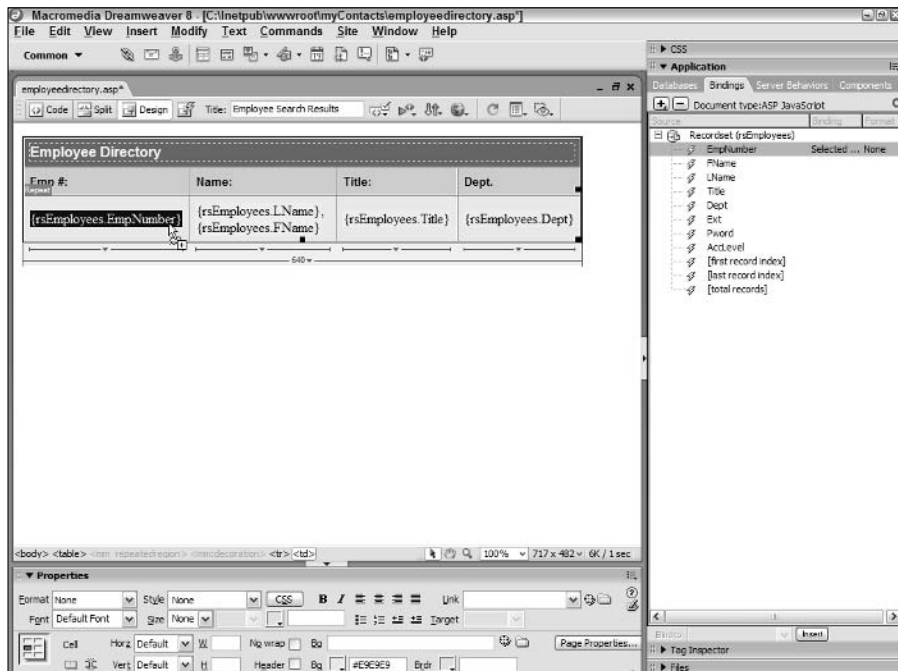 Macromedia Dreamweaver 8 - [C:\Inetpub\wwwroot\myContacts\employeedirectory.asp*]
File Edit View Insert Modify Text Commands Site Window Help
Common
CSS
Application
Databases Bindings Server Behaviors Components
Document type:ASP JavaScript
Source Binding Format
Recordset (rsEmployees)
EmpNumber Selected ... None
FName
LName
Title
Dept
Ext
Pword
AccLevel
[first record index]
[last record index]
[total records]
employeedirectory.asp*
Code Split Design Title: Employee Search Results
Employee Directory
Emp #: Name: Title: Dept.
Repeat
{rsEmployees.EmpNumber} {rsEmployees.LName}, {rsEmployees.Title} {rsEmployees.Dept}
{rsEmployees.FName}
640
<body> <table> <mm:repeatedregion> <mmdecoration> <tr> <td> 100% 717 x 482 6K / 1 sec
Properties
Format None Style None CSS B I Link
Font Default Font Size None Target
Cell Horz Default W No wrap Bg Page Properties...
Vert Default H Header Bg #E9E9E9 Brdr
Insert
Tag Inspector
Files